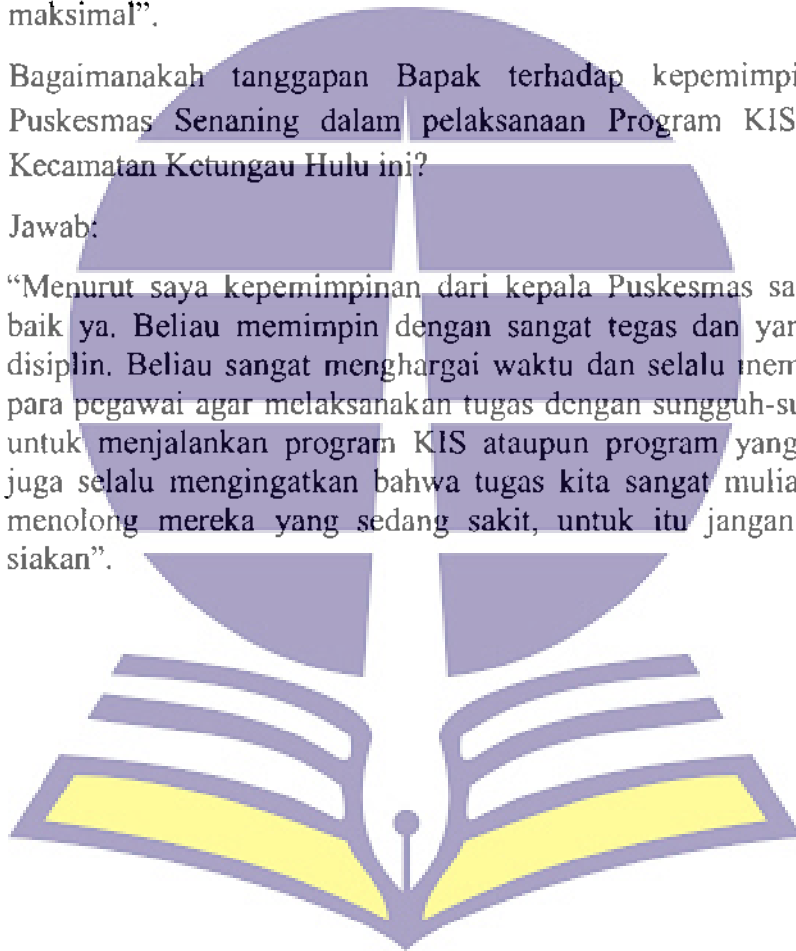 maksimal”.
Bagaimanakah tanggapan Bapak terhadap kepemimpi
Puskesmas Senaning dalam pelaksanaan Program KIS
Kecamatan Ketungau Hulu ini?
Jawab:
“Menurut saya kepemimpinan dari kepala Puskesmas sa
baik ya. Beliau memimpin dengan sangat tegas dan yan
disiplin. Beliau sangat menghargai waktu dan selalu mem
para pegawai agar melaksanakan tugas dengan sungguh-su
untuk menjalankan program KIS ataupun program yang
juga selalu mengingatkan bahwa tugas kita sangat mulia
menolong mereka yang sedang sakit, untuk itu jangan
siakan”.